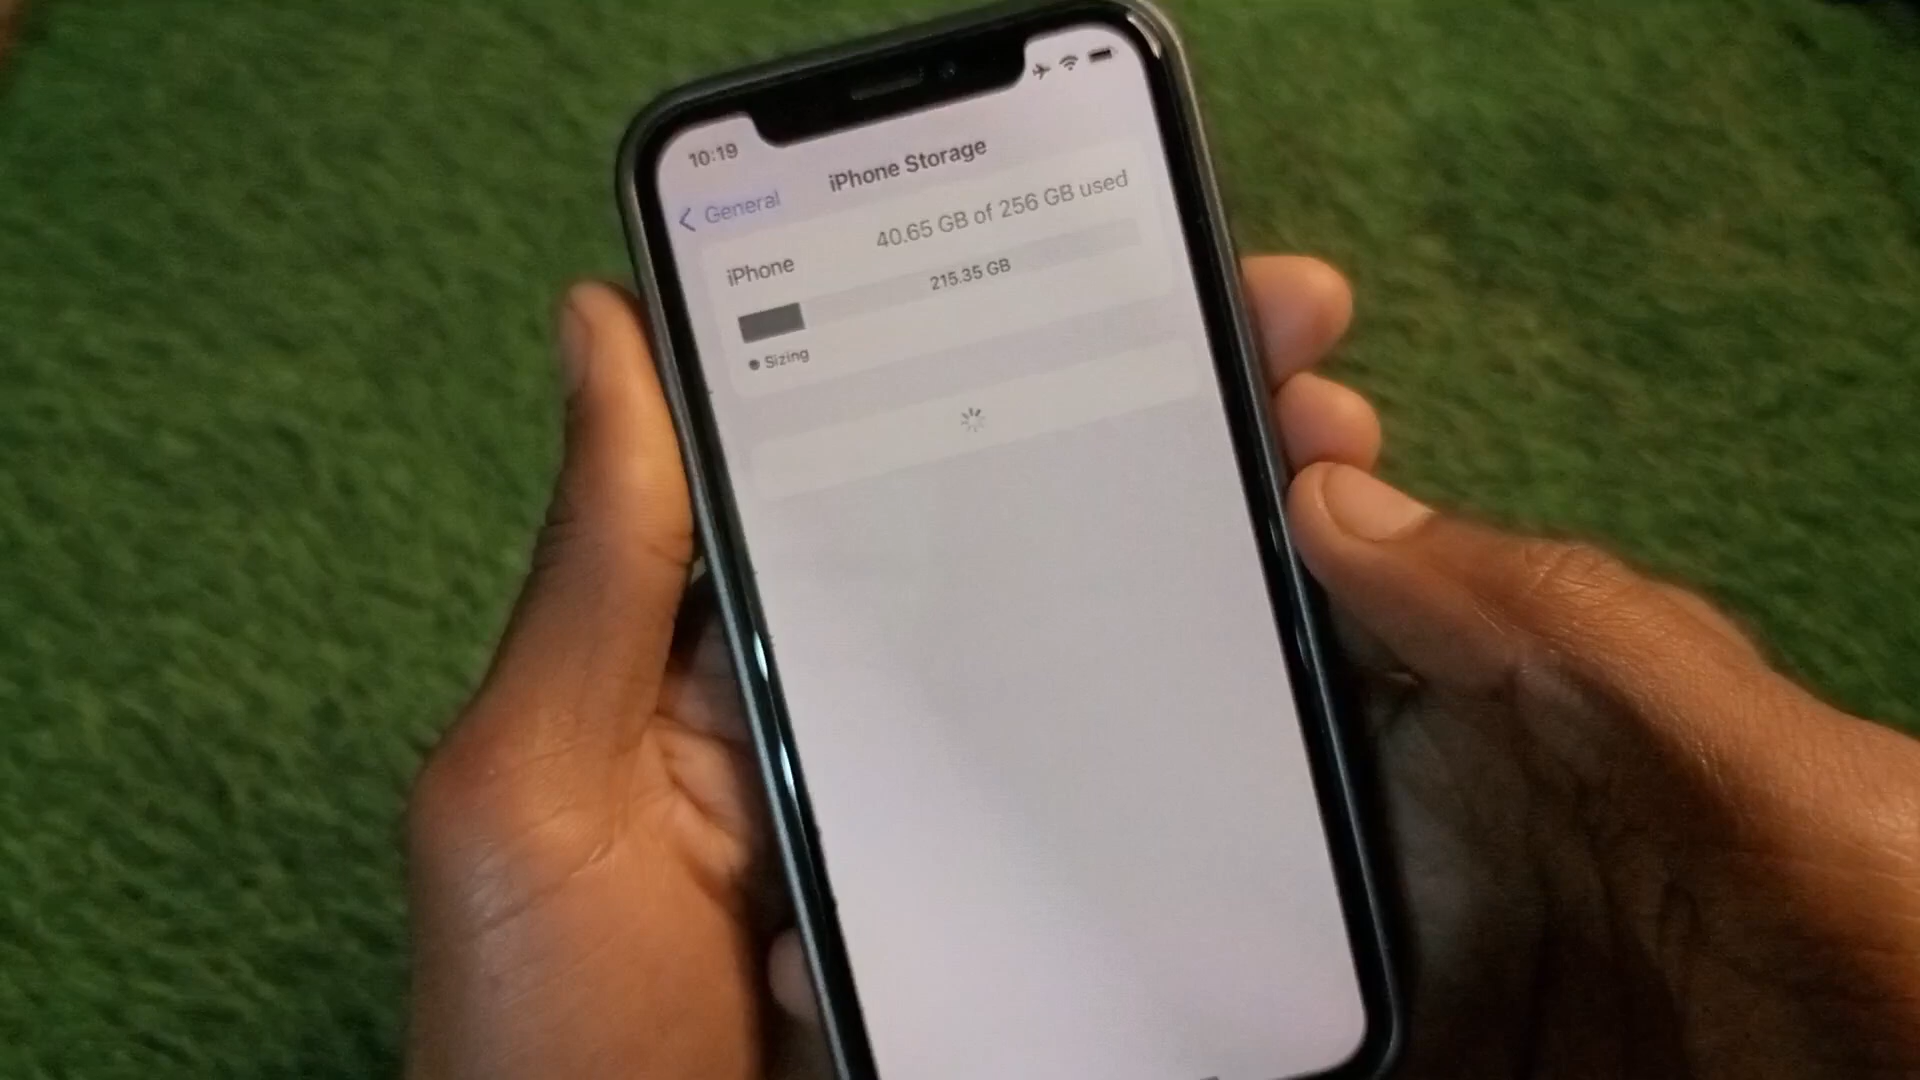 10:19
General
iPhone Storage
iPhone
40.65 GB of 256 GB used
215.35 GB
Sizing